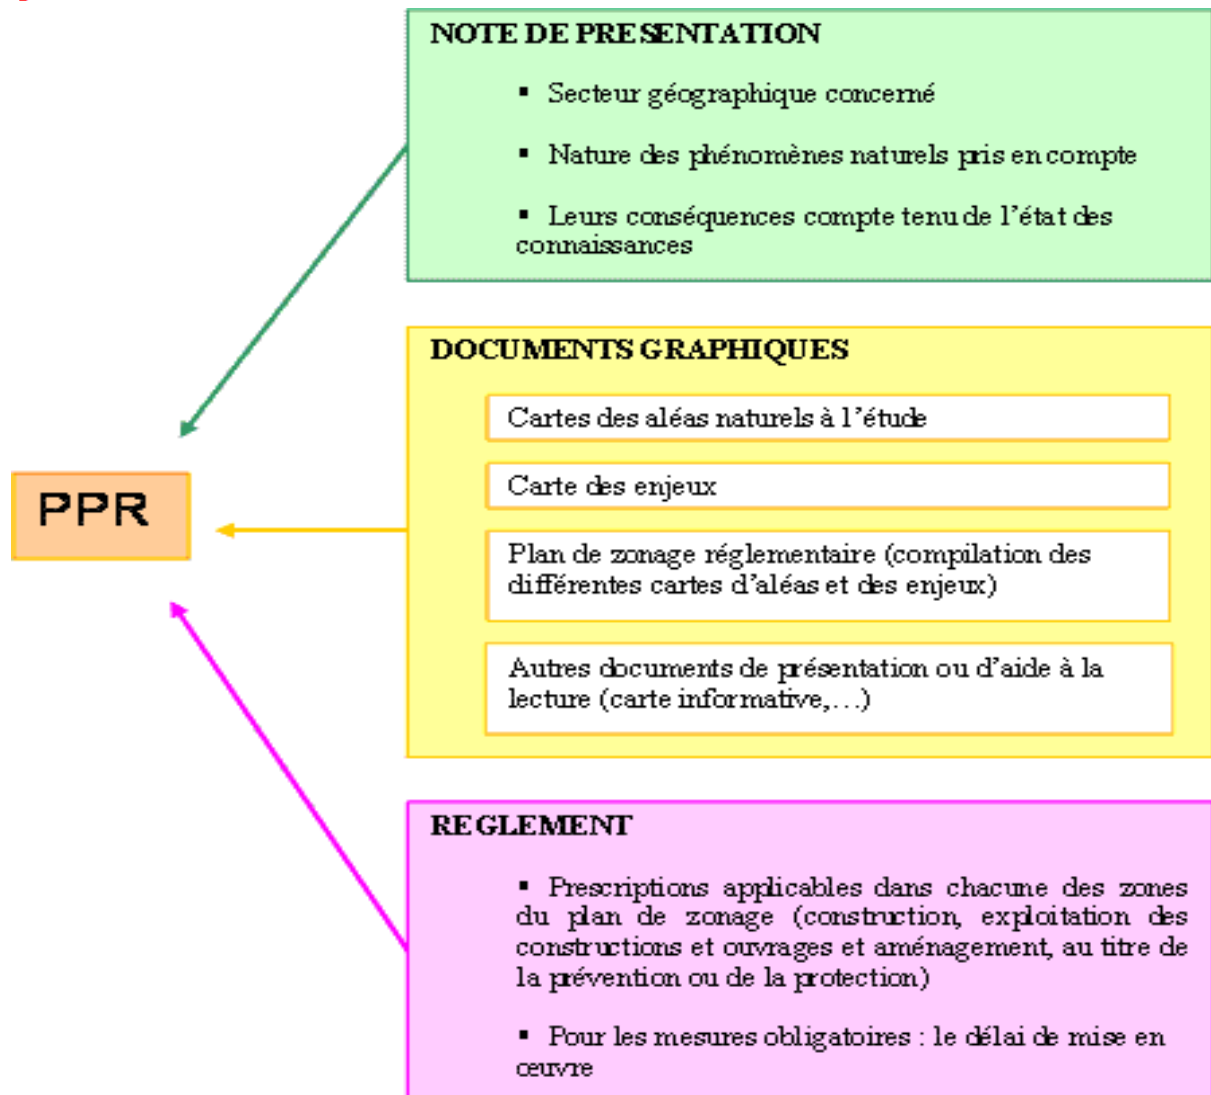 NOTE DE PRESENTATION
▪ Secteur géographique concerné
▪ Nature des phénomènes naturels pris en compte
▪ Leurs conséquences compte tenu de l’état des
connaissances
DOCUMENTS GRAPHIQUES
Cartes des aléas naturels à l’étude
Carte des enjeux
PPR
Plan de zonage réglementaire (compilation des
différentes cartes d’aléas et des enjeux)
Autres documents de présentation ou d’aide à la
lecture (carte informative,…)
REGLEMENT
▪ Prescriptions applicables dans chacune des zones
du plan de zonage (construction, exploitation des
constructions et ouvrages et aménagement, au titre de
la prévention ou de la protection)
▪ Pour les mesures obligatoires : le délai de mise en
œuvre